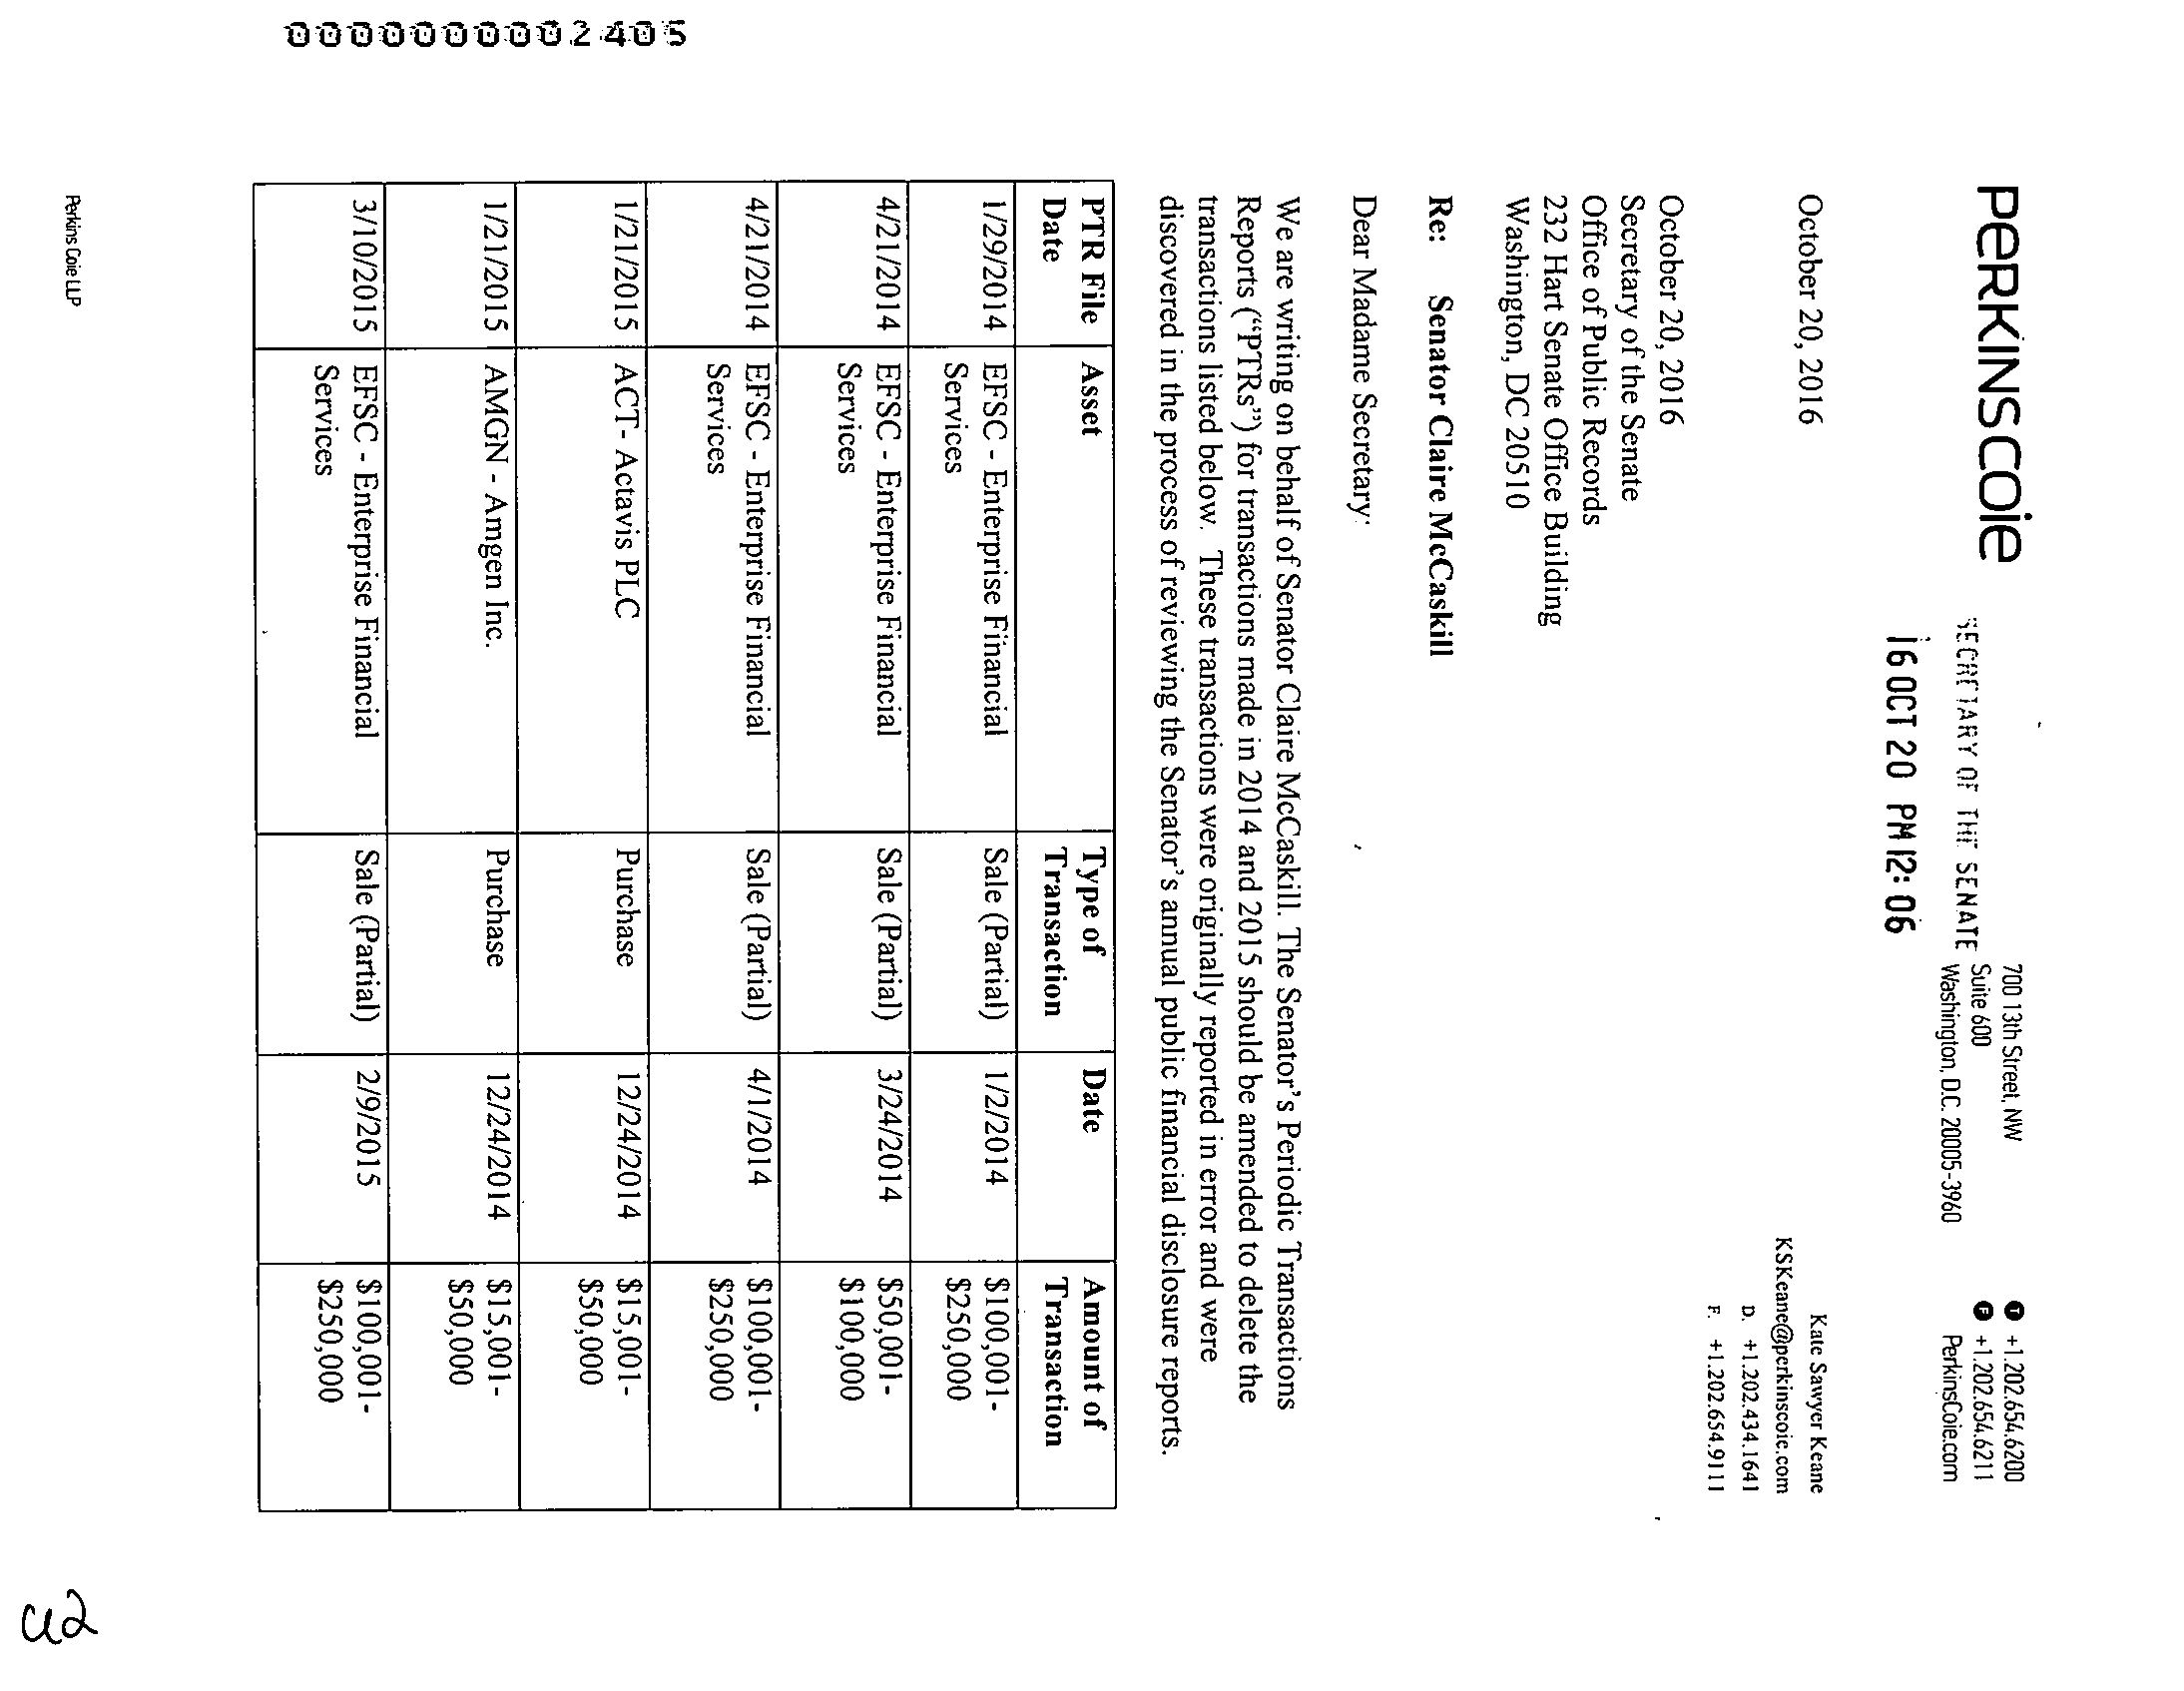 0000000002405
PERKINSCOIE
700 13th Street, NW
Suite 600
Washington, D.C. 20005-3960
T +1.202.654.6200
F +1.202.654.6211
PerkinsCoie.com
SECRETARY OF THE SENATE
16 OCT 20 PM 12: 06
October 20, 2016
Kate Sawyer Keane
KSKeane@perkinscoie.com
D. +1.202.434.1641
F. +1.202.654.9111
October 20, 2016
Secretary of the Senate
Office of Public Records
232 Hart Senate Office Building
Washington, DC 20510
Re: Senator Claire McCaskill
Dear Madame Secretary:
We are writing on behalf of Senator Claire McCaskill. The Senator's Periodic Transactions
Reports ("PTRs") for transactions made in 2014 and 2015 should be amended to delete the
transactions listed below. These transactions were originally reported in error and were
discovered in the process of reviewing the Senator's annual public financial disclosure reports.
PTR File Asset Type of Date Amount of
Date Transaction Transaction
1/29/2014 EFSC - Enterprise Financial Sale (Partial) 1/2/2014 $100,001-
Services $250,000
4/21/2014 EFSC - Enterprise Financial Sale (Partial) 3/24/2014 $50,001-
Services $100,000
4/21/2014 EFSC - Enterprise Financial Sale (Partial) 4/1/2014 $100,001-
Services $250,000
1/21/2015 ACT- Actavis PLC Purchase 12/24/2014 $15,001-
$50,000
1/21/2015 AMGN - Amgen Inc. Purchase 12/24/2014 $15,001-
$50,000
3/10/2015 EFSC - Enterprise Financial Sale (Partial) 2/9/2015 $100,001-
Services $250,000
Perkins Coie LLP